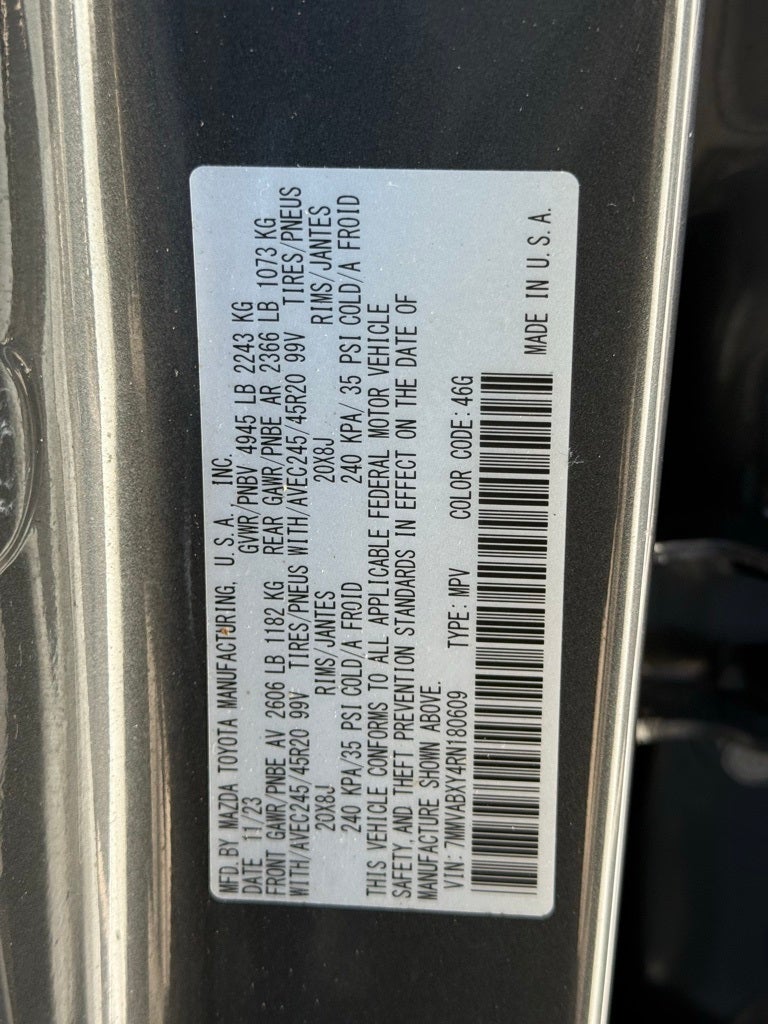 MFD. BY MAZDA TOYOTA MANUFACTURING, U.S.A. INC.
DATE 11/23 GVWR/PNBV 4945 LB 2243 KG
FRONT GAWR/PNBE AV 2606 LB 1182 KG REAR GAWR/PNBE AR 2366 LB 1073 KG
WITH/AVEC245/45R20 99V TIRES/PNEUS WITH/AVEC245/45R20 99V TIRES/PNEUS
20X8J RIMS/JANTES 20X8J RIMS/JANTES
240 KPA/35 PSI COLD/A FROID 240 KPA/35 PSI COLD/A FROID
THIS VEHICLE CONFORMS TO ALL APPLICABLE FEDERAL MOTOR VEHICLE
SAFETY,AND THEFT PREVENTION STANDARDS IN EFFECT ON THE DATE OF
MANUFACTURE SHOWN ABOVE.
VIN: 7MMVABXY4RN180609 TYPE: MPV COLOR CODE: 46G
MADE IN U.S.A.